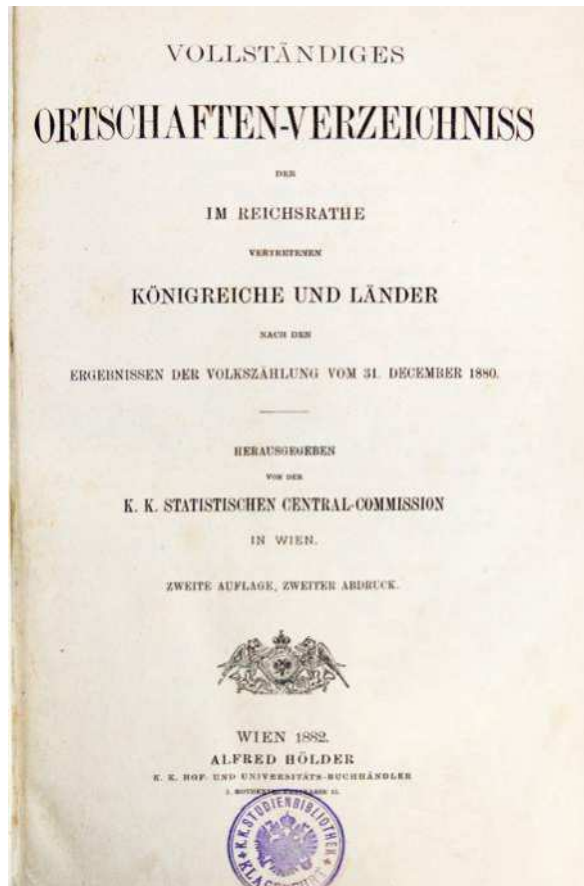 VOLLSTÄNDIGES
ORTSCHAFTEN-VERZEICHNISS
DER
IM REICHSRATHE
VERTRETENEN
KÖNIGREICHE UND LÄNDER
NACH DEN
ERGEBNISSEN DER VOLKSZÄHLUNG VOM 31. DECEMBER 1880.
HERAUSGEGEBEN
VON DER
K. K. STATISTISCHEN CENTRAL-COMMISSION
IN WIEN.
ZWEITE AUFLAGE, ZWEITER ABDRUCK.
WIEN 1882.
ALFRED HÖLDER
K. K. HOF- UND UNIVERSITÄTS-BUCHHÄNDLER
K.K. STUDIENBIBLIOTHEK